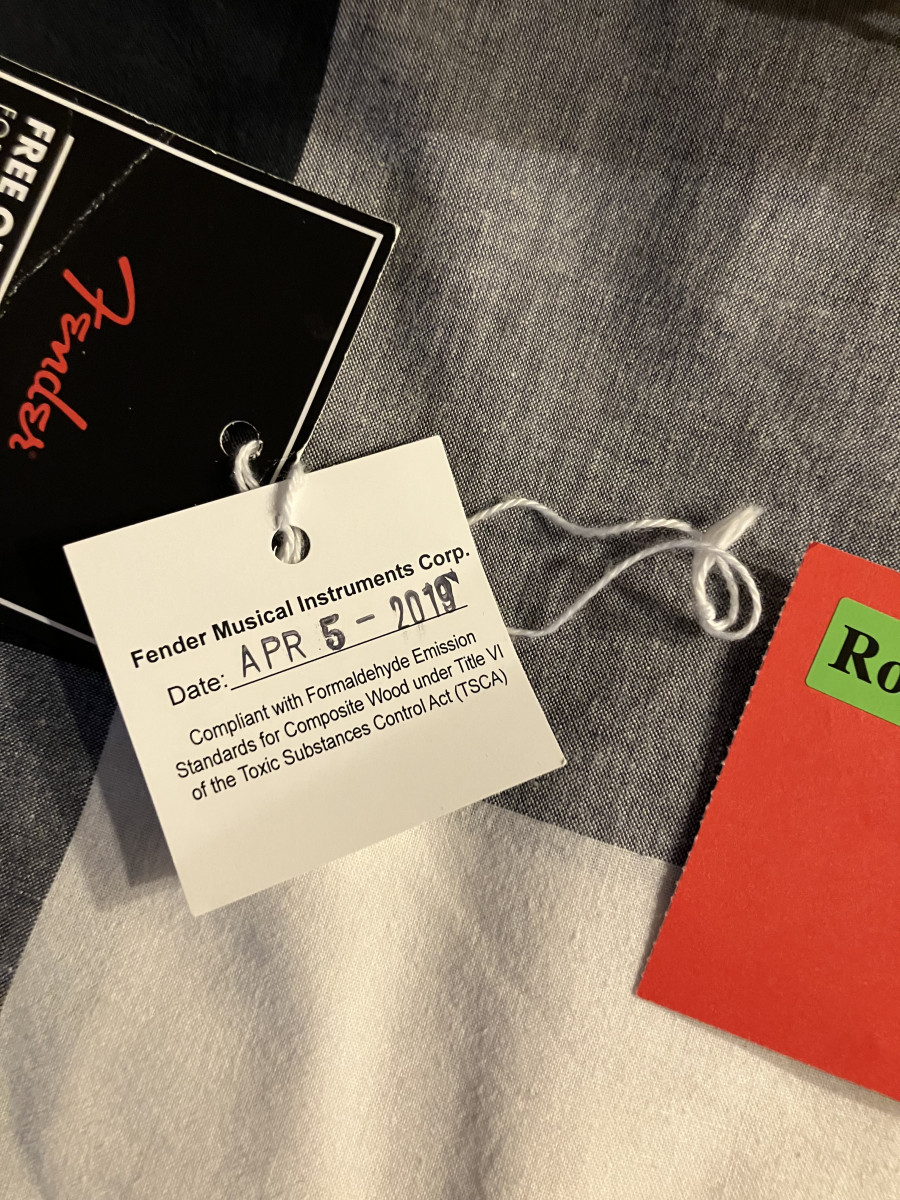 FREE
Fender
Fender Musical Instruments Corp.
Date: APR 5 - 2019
Compliant with Formaldehyde Emission
Standards for Composite Wood under Title VI
of the Toxic Substances Control Act (TSCA)
Ro